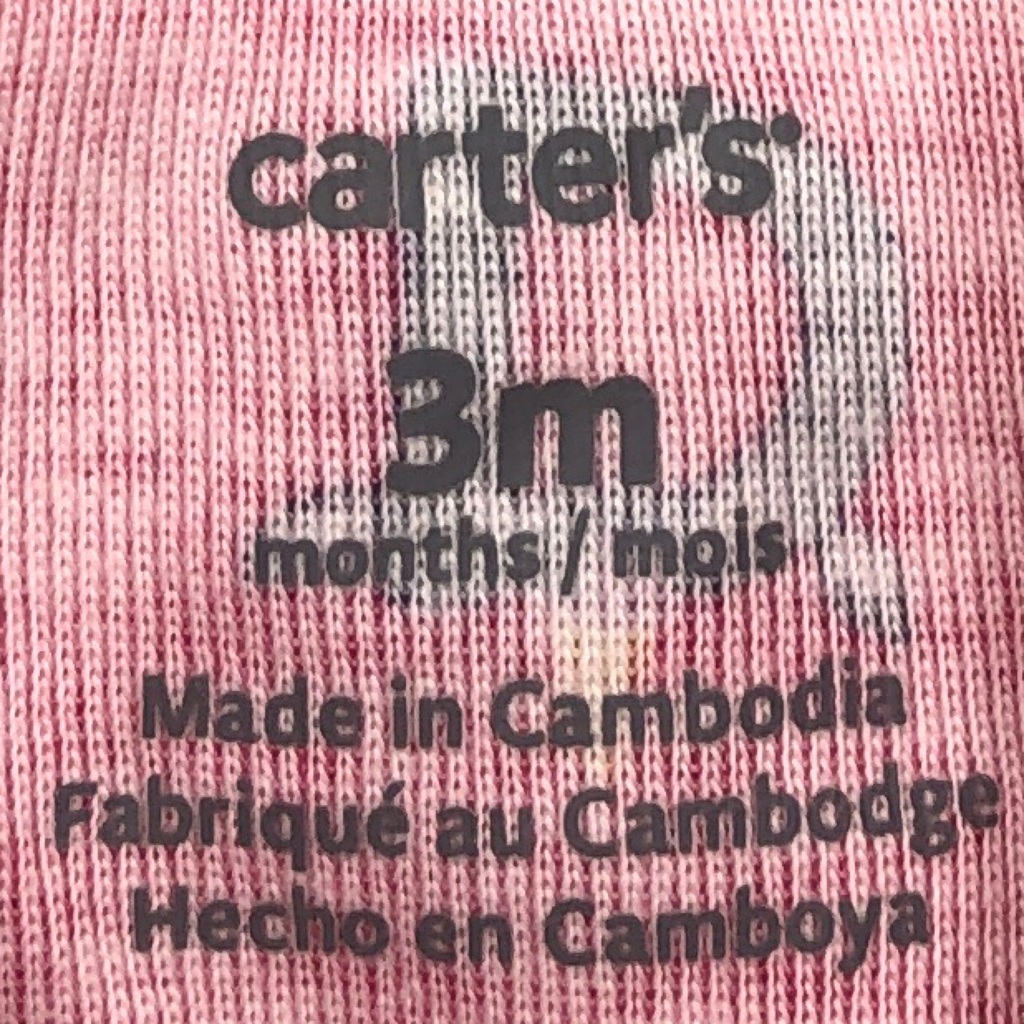 carter's
3m
months / mois
Made in Cambodia
Fabriqué au Cambodge
Hecho en Camboya